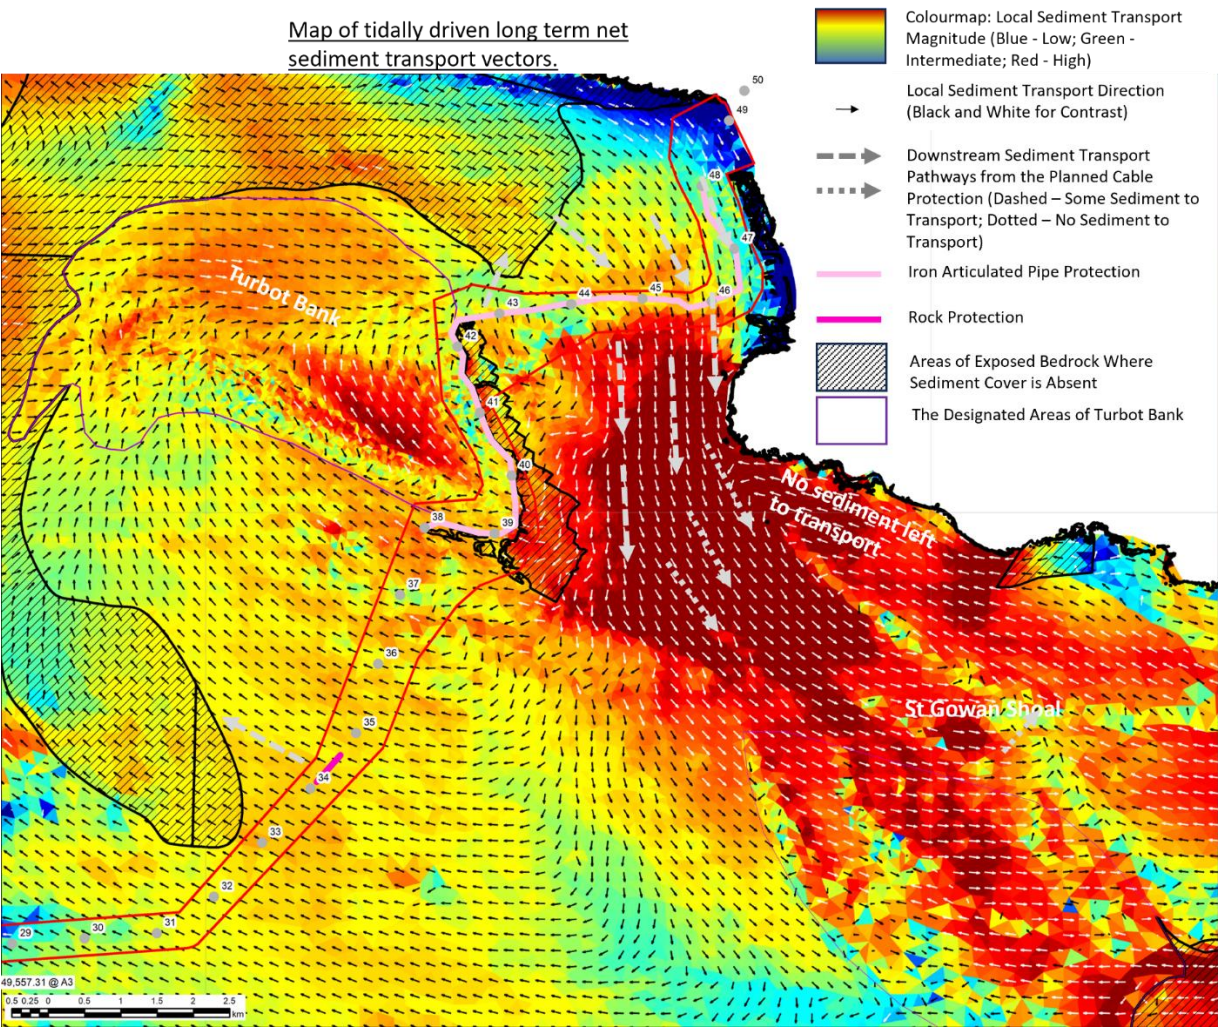 Map of tidally driven long term net
sediment transport vectors.
Colourmap: Local Sediment Transport
Magnitude (Blue - Low; Green -
Intermediate; Red - High)
Local Sediment Transport Direction
(Black and White for Contrast)
Downstream Sediment Transport
Pathways from the Planned Cable
Protection (Dashed – Some Sediment to
Transport; Dotted – No Sediment to
Transport)
Iron Articulated Pipe Protection
Rock Protection
Areas of Exposed Bedrock Where
Sediment Cover is Absent
The Designated Areas of Turbot Bank
50
49
48
47
46
45
44
43
42
41
40
39
38
37
36
35
34
33
32
31
30
29
Turbot Bank
No sediment left
to transport
St Gowan Shoal
49,557.31 @ A3
0.5 0.25 0 0.5 1 1.5 2 2.5
km